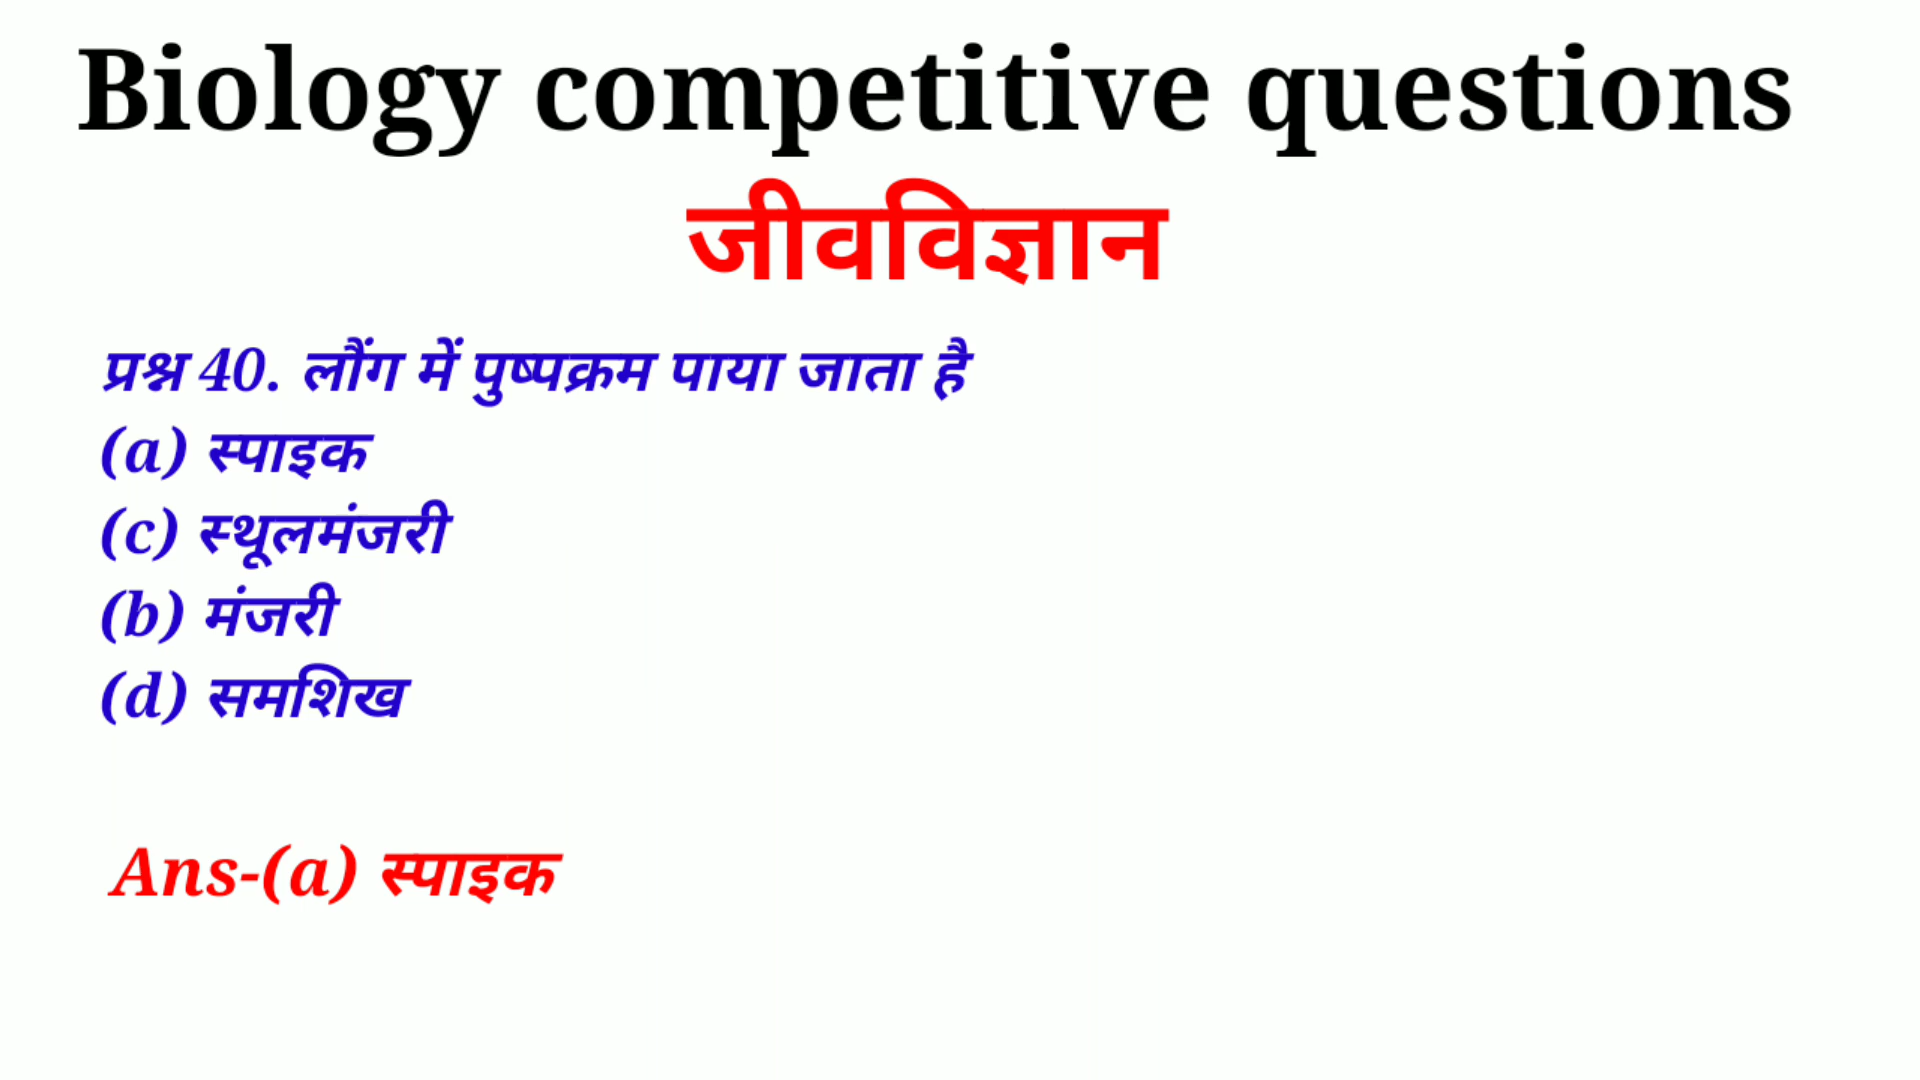 Biology competitive questions
जीवविज्ञान
प्रश्न 40. लौंग में पुष्पक्रम पाया जाता है
(a) स्पाइक
(c) स्थूलमंजरी
(b) मंजरी
(d) समशिख
Ans-(a) स्पाइक